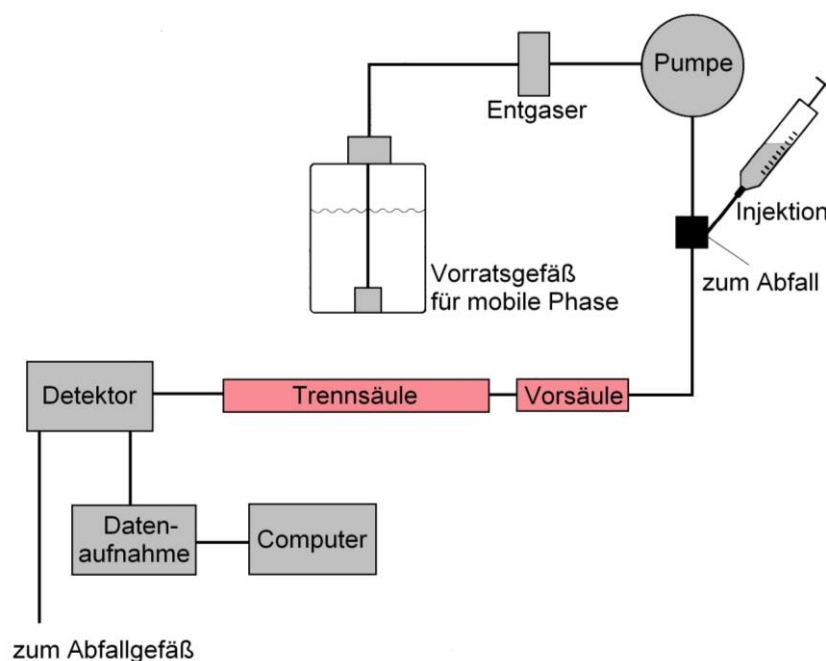 Pumpe
Entgaser
Injektion
Vorratsgefäß
für mobile Phase
zum Abfall
Detektor
Trennsäule
Vorsäule
Daten-
aufnahme
Computer
zum Abfallgefäß